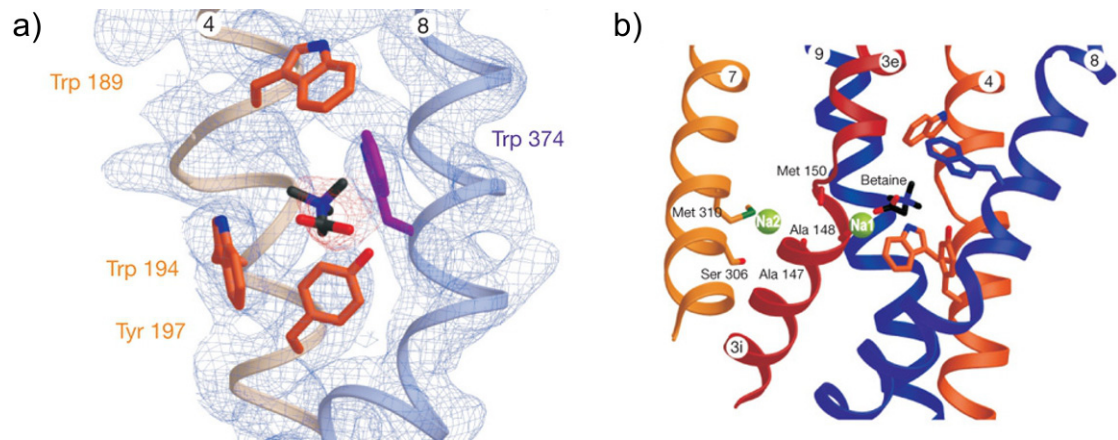 a)
4
8
Trp 189
Trp 374
Trp 194
Tyr 197
b)
9
3e
8
7
4
Met 150
Betaine
Met 310
Na2
Na1
Ala 148
Ser 306
Ala 147
3i